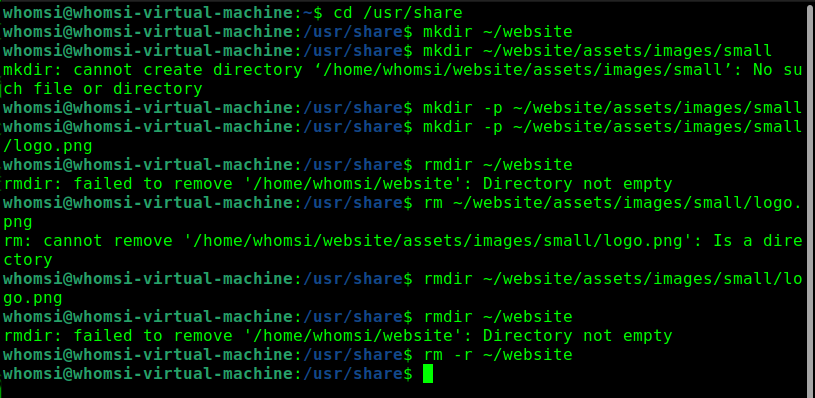 whomsi@whomsi-virtual-machine:~$ cd /usr/share
whomsi@whomsi-virtual-machine:/usr/share$ mkdir ~/website
whomsi@whomsi-virtual-machine:/usr/share$ mkdir ~/website/assets/images/small
mkdir: cannot create directory ‘/home/whomsi/website/assets/images/small’: No su
ch file or directory
whomsi@whomsi-virtual-machine:/usr/share$ mkdir -p ~/website/assets/images/small
whomsi@whomsi-virtual-machine:/usr/share$ mkdir -p ~/website/assets/images/small
/logo.png
whomsi@whomsi-virtual-machine:/usr/share$ rmdir ~/website
rmdir: failed to remove '/home/whomsi/website': Directory not empty
whomsi@whomsi-virtual-machine:/usr/share$ rm ~/website/assets/images/small/logo.
png
rm: cannot remove '/home/whomsi/website/assets/images/small/logo.png': Is a dire
ctory
whomsi@whomsi-virtual-machine:/usr/share$ rmdir ~/website/assets/images/small/lo
go.png
whomsi@whomsi-virtual-machine:/usr/share$ rmdir ~/website
rmdir: failed to remove '/home/whomsi/website': Directory not empty
whomsi@whomsi-virtual-machine:/usr/share$ rm -r ~/website
whomsi@whomsi-virtual-machine:/usr/share$